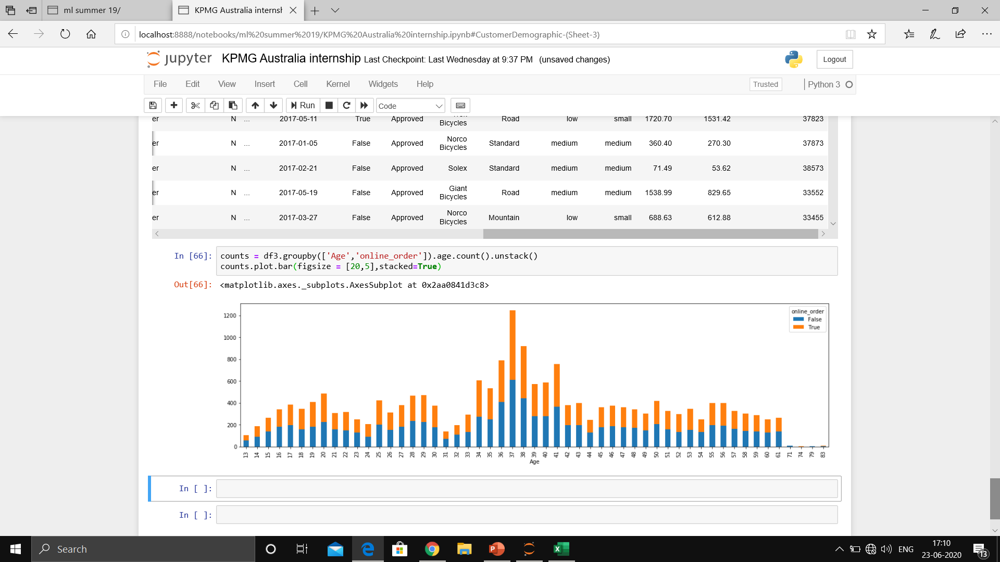 ml summer 19/
KPMG Australia internsh
localhost:8888/notebooks/ml%20summer%2019/KPMG%20Australia%20internship.ipynb#CustomerDemographic-(Sheet-3)
jupyter KPMG Australia internship Last Checkpoint: Last Wednesday at 9:37 PM (unsaved changes)
Logout
File Edit View Insert Cell Kernel Widgets Help
Trusted
Python 3
Run
Code
er N ... 2017-05-11 True Approved Bicycles Road low small 1720.70 1531.42 37823
er N ... 2017-01-05 False Approved Norco Bicycles Standard medium medium 360.40 270.30 37873
er N ... 2017-02-21 False Approved Solex Standard medium medium 71.49 53.62 38573
er N ... 2017-05-19 False Approved Giant Bicycles Road medium medium 1538.99 829.65 33552
er N ... 2017-03-27 False Approved Norco Bicycles Mountain low small 688.63 612.88 33455
In [66]: counts = df3.groupby(['Age','online_order']).age.count().unstack()
counts.plot.bar(figsize = [20,5],stacked=True)
Out[66]: <matplotlib.axes._subplots.AxesSubplot at 0x2aa0841d3c8>
online_order
False
True
1200
1000
800
600
400
200
0
13 14 15 16 17 18 19 20 21 22 23 24 25 26 27 28 29 30 31 32 33 34 35 36 37 38 39 40 41 42 43 44 45 46 47 48 49 50 51 52 53 54 55 56 57 58 59 60 61 71 74 79 83
Age
In [ ]:
In [ ]:
Search
ENG
17:10
23-06-2020
13